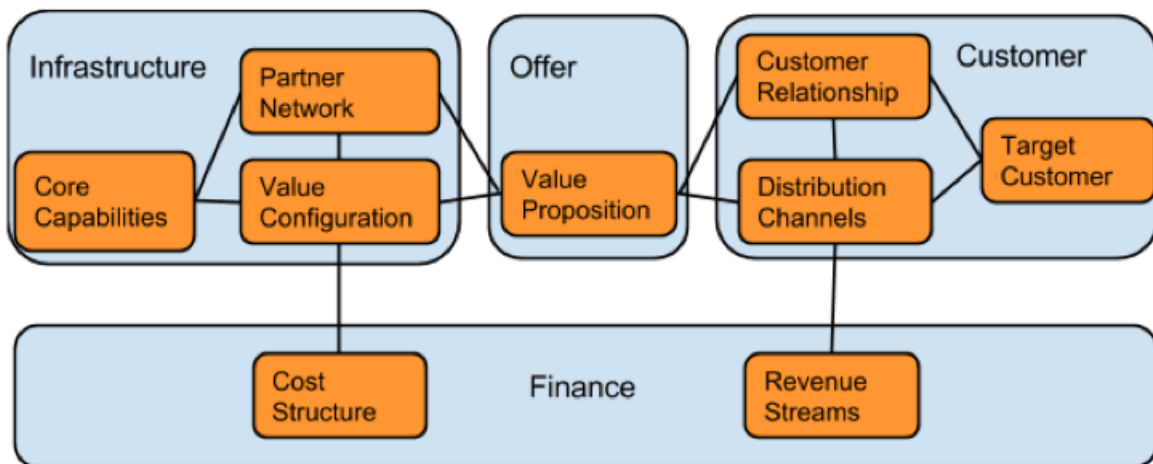 Infrastructure
Partner
Network
Core
Capabilities
Value
Configuration
Offer
Value
Proposition
Customer
Customer
Relationship
Distribution
Channels
Target
Customer
Finance
Cost
Structure
Revenue
Streams